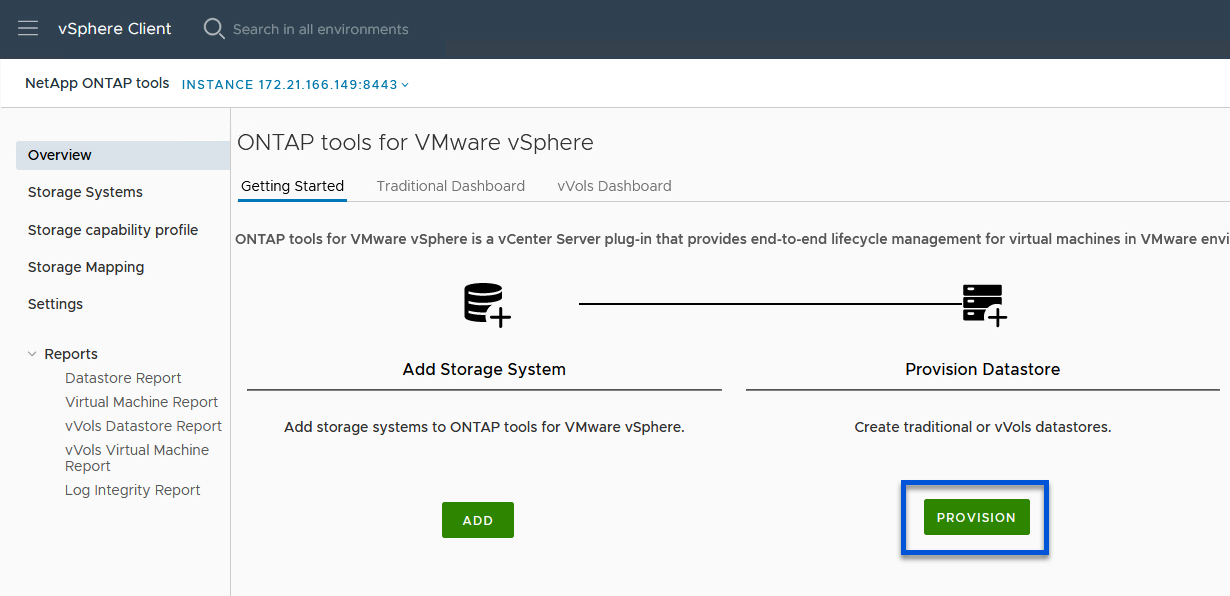 vSphere Client
Search in all environments
NetApp ONTAP tools
INSTANCE 172.21.166.149:8443
Overview
Storage Systems
Storage capability profile
Storage Mapping
Settings
Reports
Datastore Report
Virtual Machine Report
vVols Datastore Report
vVols Virtual Machine
Report
Log Integrity Report
ONTAP tools for VMware vSphere
Getting Started
Traditional Dashboard
vVols Dashboard
ONTAP tools for VMware vSphere is a vCenter Server plug-in that provides end-to-end lifecycle management for virtual machines in VMware envi
Add Storage System
Add storage systems to ONTAP tools for VMware vSphere.
ADD
Provision Datastore
Create traditional or vVols datastores.
PROVISION